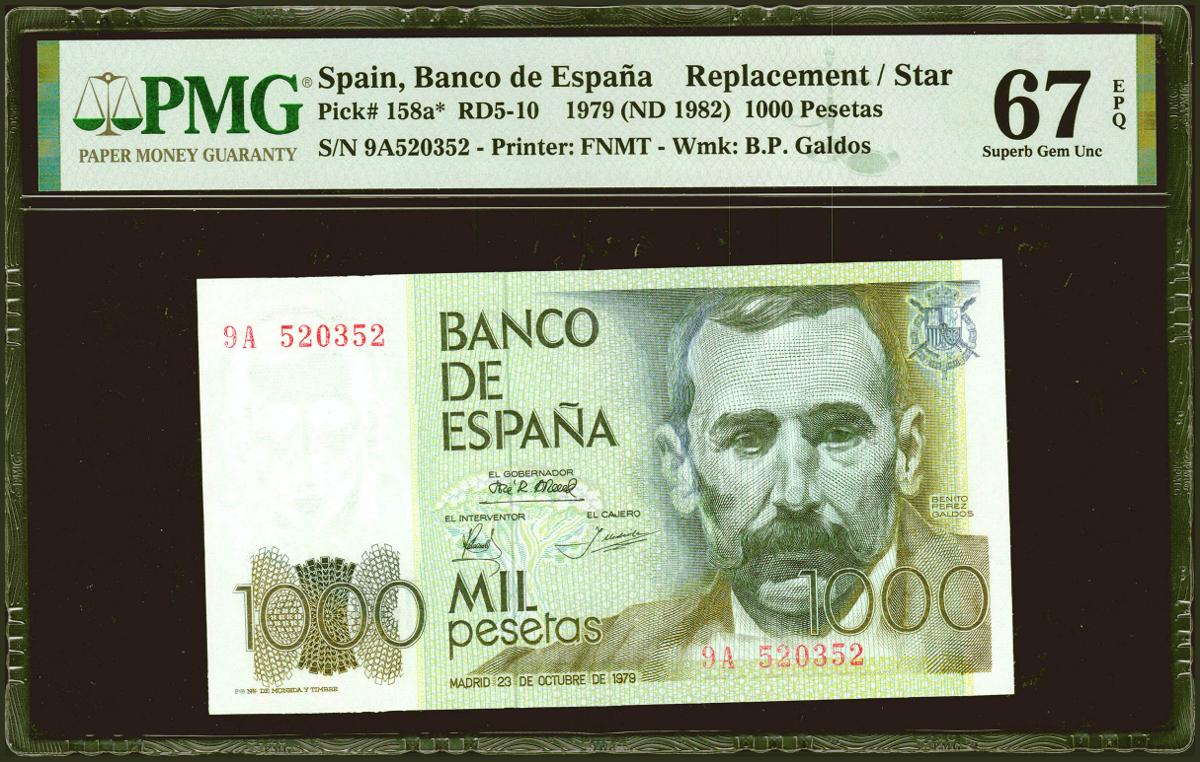 PMG®
PAPER MONEY GUARANTY
Spain, Banco de España Replacement / Star
Pick# 158a* RD5-10 1979 (ND 1982) 1000 Pesetas
S/N 9A520352 - Printer: FNMT - Wmk: B.P. Galdos
67
EPQ
Superb Gem Unc
9A 520352
BANCO
DE
ESPAÑA
EL GOBERNADOR
EL INTERVENTOR EL CAJERO
BENITO
PEREZ
GALDOS
1000
MIL
pesetas
1000
9A 520352
MADRID 23 DE OCTUBRE DE 1979
DE MONEDA Y TIMBRE
PMG